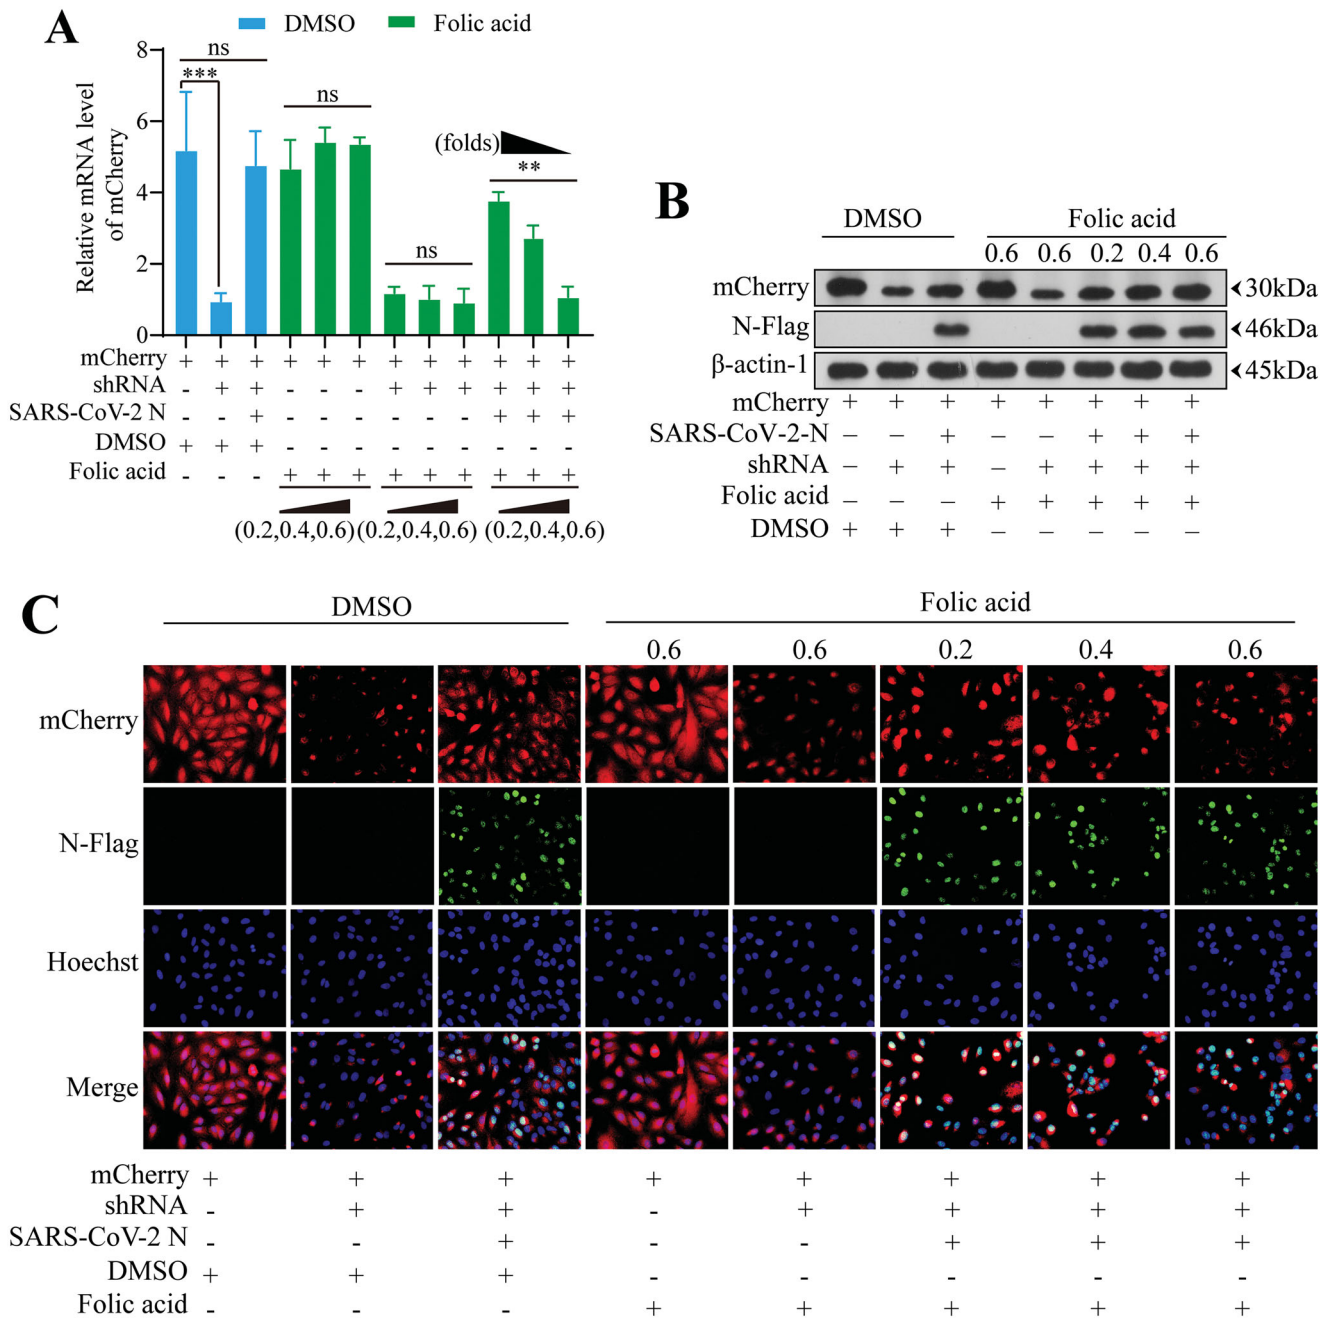 A
DMSO Folic acid
Relative mRNA level
of mCherry
8
6
4
2
0
ns
***
ns
ns
(folds)
**
mCherry + + + + + + + + + + + +
shRNA - + + - - - + + + + + +
SARS-CoV-2 N - - + - - - - - - + + +
DMSO + + + - - - - - - - - -
Folic acid - - - + + + + + + + + +
(0.2,0.4,0.6) (0.2,0.4,0.6) (0.2,0.4,0.6)
B
DMSO Folic acid
0.6 0.6 0.2 0.4 0.6
mCherry 30kDa
N-Flag 46kDa
β-actin-1 45kDa
mCherry + + + + + + + +
SARS-CoV-2-N − − + − − + + +
shRNA − + + − + + + +
Folic acid − − − + + + + +
DMSO + + + − − − − −
C
DMSO Folic acid
0.6 0.6 0.2 0.4 0.6
mCherry
N-Flag
Hoechst
Merge
mCherry + + + + + + + +
shRNA - + + - + + + +
SARS-CoV-2 N - - + - - + + +
DMSO + + + - - - - -
Folic acid - - - + + + + +